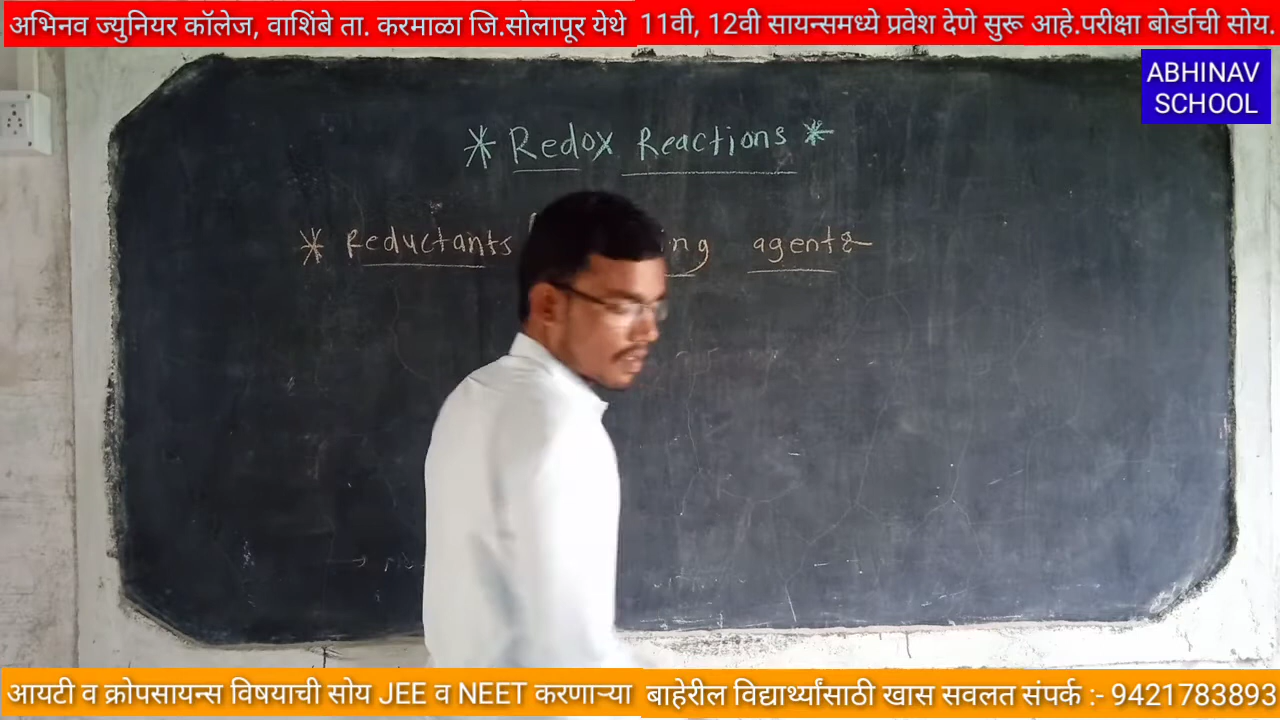 अभिनव ज्युनियर कॉलेज, वाशिंबे ता. करमाळा जि.सोलापूर येथे 11वी, 12वी सायन्समध्ये प्रवेश देणे सुरू आहे.परीक्षा बोर्डाची सोय.
ABHINAV
SCHOOL
* Redox Reactions *
* Reductants ing agents
आयटी व क्रोपसायन्स विषयाची सोय JEE व NEET करणाऱ्या बाहेरील विद्यार्थ्यांसाठी खास सवलत संपर्क :- 9421783893